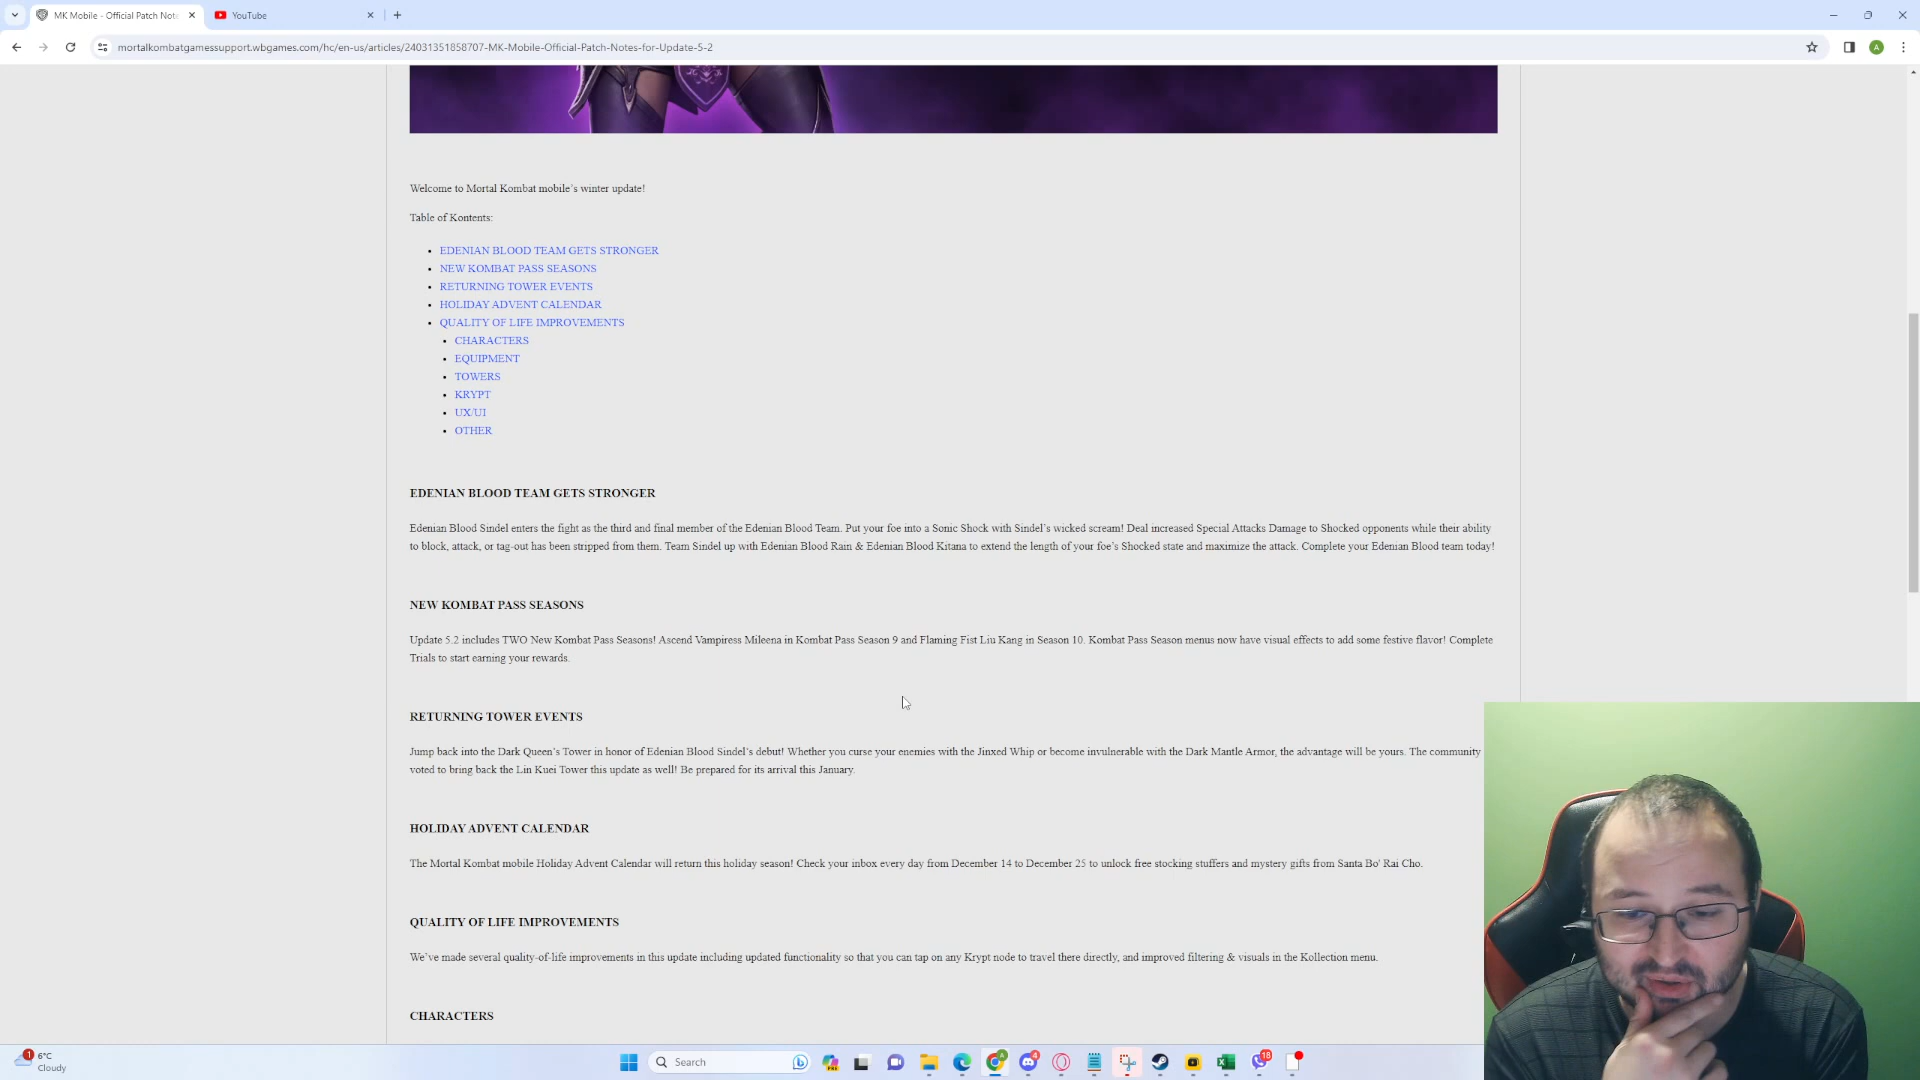 MK Mobile - Official Patch Not
YouTube
mortalkombatgamessupport.wbgames.com/hc/en-us/articles/24031351858707-MK-Mobile-Official-Patch-Notes-for-Update-5-2
A
Welcome to Mortal Kombat mobile's winter update!
Table of Kontents:
• EDENIAN BLOOD TEAM GETS STRONGER
• NEW KOMBAT PASS SEASONS
• RETURNING TOWER EVENTS
• HOLIDAY ADVENT CALENDAR
• QUALITY OF LIFE IMPROVEMENTS
• CHARACTERS
• EQUIPMENT
• TOWERS
• KRYPT
• UX/UI
• OTHER
EDENIAN BLOOD TEAM GETS STRONGER
Edenian Blood Sindel enters the fight as the third and final member of the Edenian Blood Team. Put your foe into a Sonic Shock with Sindel's wicked scream! Deal increased Special Attacks Damage to Shocked opponents while their ability
to block, attack, or tag-out has been stripped from them. Team Sindel up with Edenian Blood Rain & Edenian Blood Kitana to extend the length of your foe's Shocked state and maximize the attack. Complete your Edenian Blood team today!
NEW KOMBAT PASS SEASONS
Update 5.2 includes TWO New Kombat Pass Seasons! Ascend Vampiress Mileena in Kombat Pass Season 9 and Flaming Fist Liu Kang in Season 10. Kombat Pass Season menus now have visual effects to add some festive flavor! Complete
Trials to start earning your rewards.
RETURNING TOWER EVENTS
Jump back into the Dark Queen's Tower in honor of Edenian Blood Sindel's debut! Whether you curse your enemies with the Jinxed Whip or become invulnerable with the Dark Mantle Armor, the advantage will be yours. The community
voted to bring back the Lin Kuei Tower this update as well! Be prepared for its arrival this January.
HOLIDAY ADVENT CALENDAR
The Mortal Kombat mobile Holiday Advent Calendar will return this holiday season! Check your inbox every day from December 14 to December 25 to unlock free stocking stuffers and mystery gifts from Santa Bo' Rai Cho.
QUALITY OF LIFE IMPROVEMENTS
We've made several quality-of-life improvements in this update including updated functionality so that you can tap on any Krypt node to travel there directly, and improved filtering & visuals in the Kollection menu.
CHARACTERS
1
6°C
Cloudy
Search
PRE
A
4
18